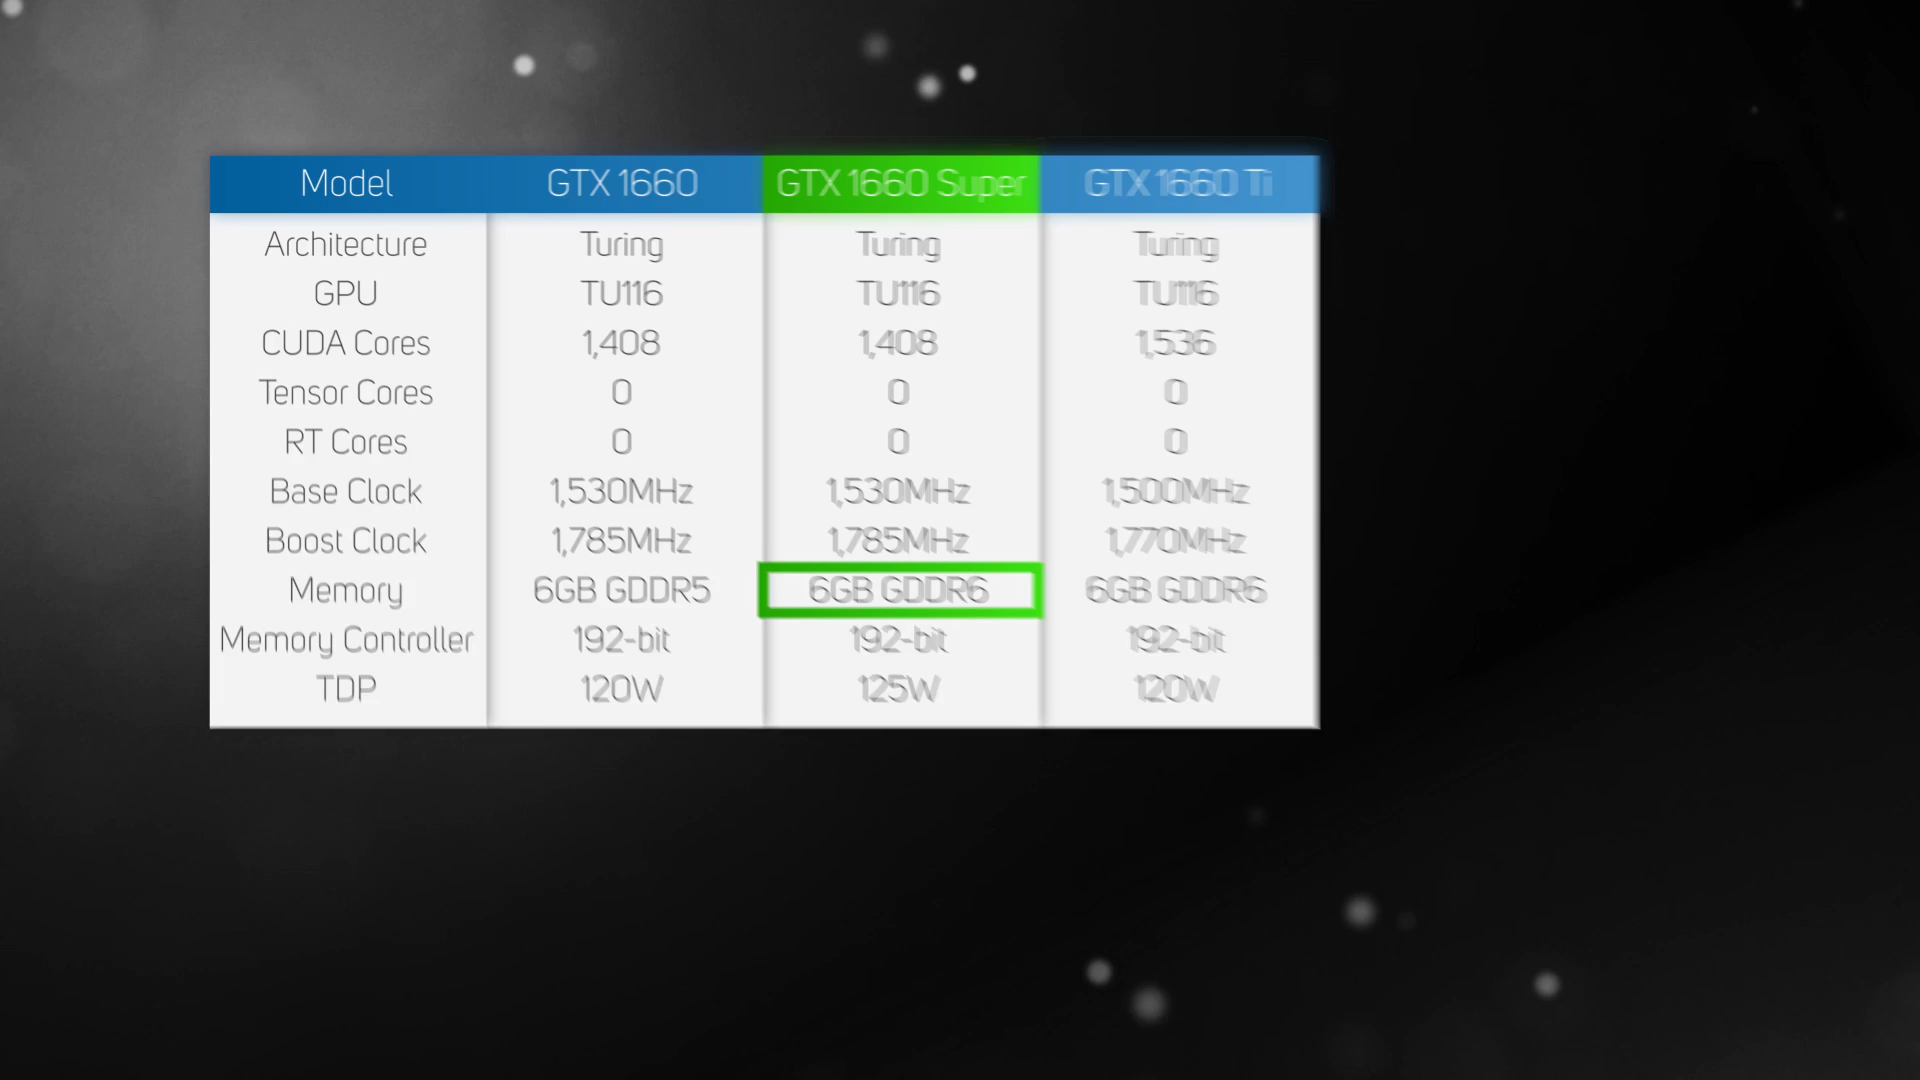 Model GTX 1660 GTX 1660 Super GTX 1660 Ti
Architecture Turing Turing Turing
GPU TU116 TU116 TU116
CUDA Cores 1,408 1,408 1,536
Tensor Cores 0 0 0
RT Cores 0 0 0
Base Clock 1,530MHz 1,530MHz 1,500MHz
Boost Clock 1,785MHz 1,785MHz 1,770MHz
Memory 6GB GDDR5 6GB GDDR6 6GB GDDR6
Memory Controller 192-bit 192-bit 192-bit
TDP 120W 125W 120W